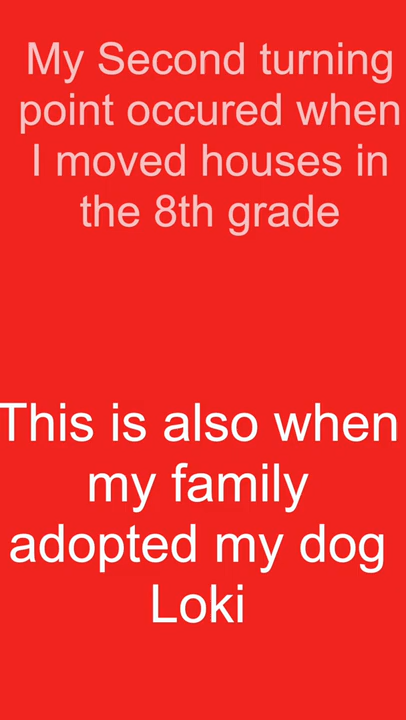 My Second turning
point occured when
I moved houses in
the 8th grade
This is also when
my family
adopted my dog
Loki